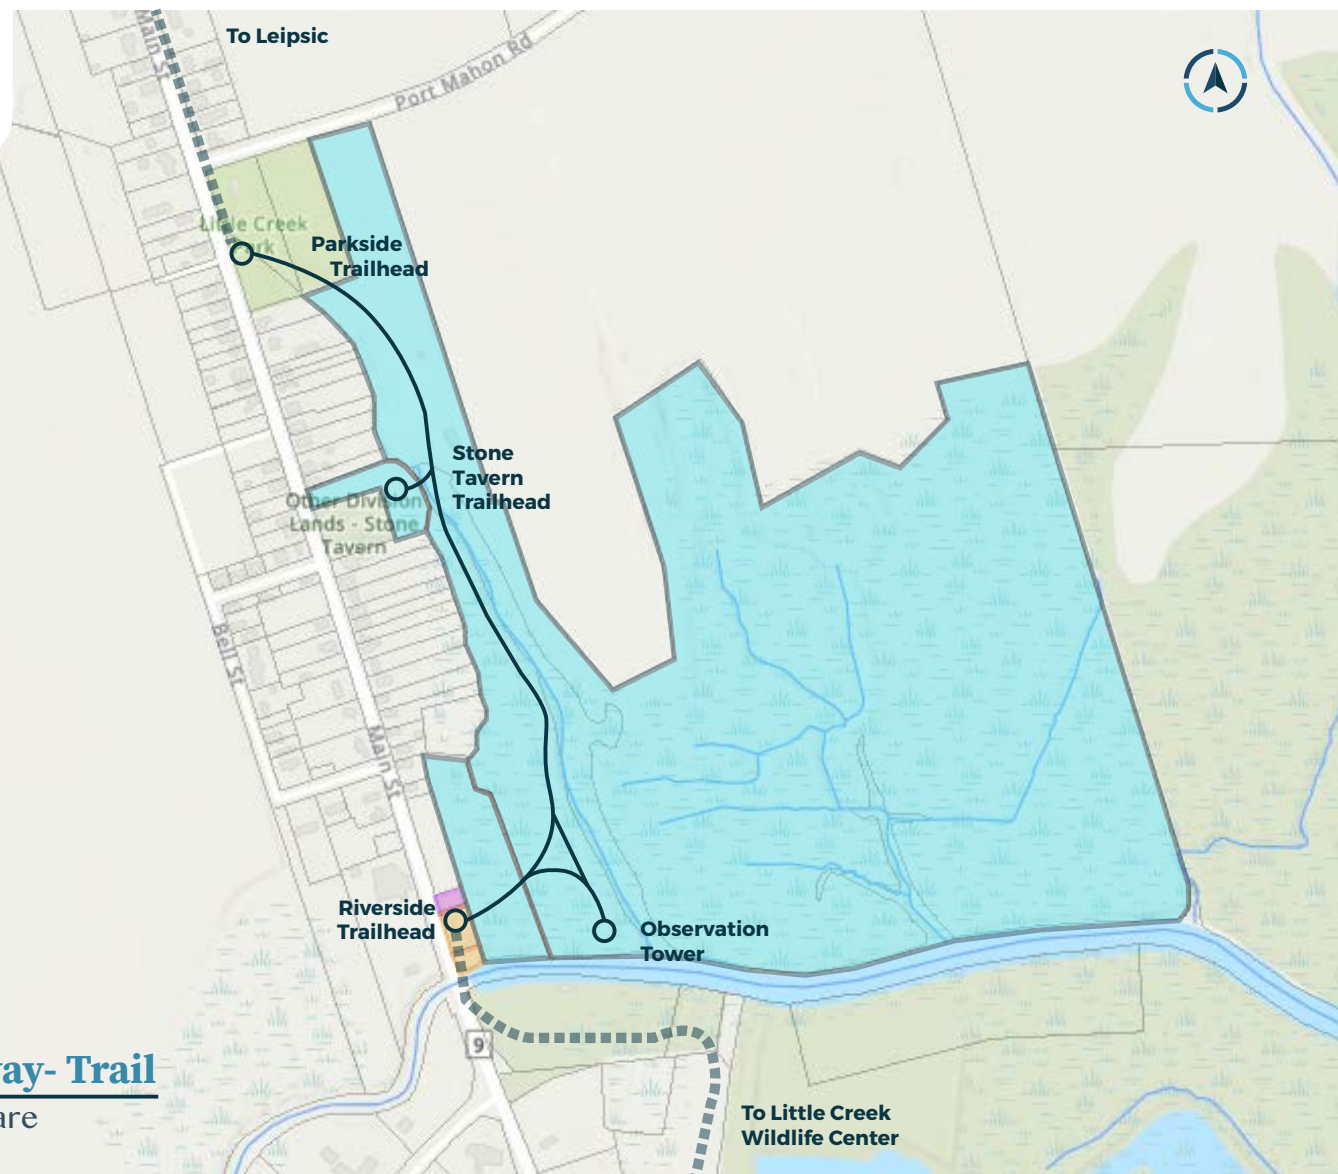 To Leipsic
Main St
Port Mahon Rd
Little Creek
Park
Parkside
Trailhead
Stone
Tavern
Trailhead
Other Division
Lands - Stone
Tavern
Bell St
Main St
Riverside
Trailhead
Observation
Tower
9
To Little Creek
Wildlife Center
ay- Trail
are